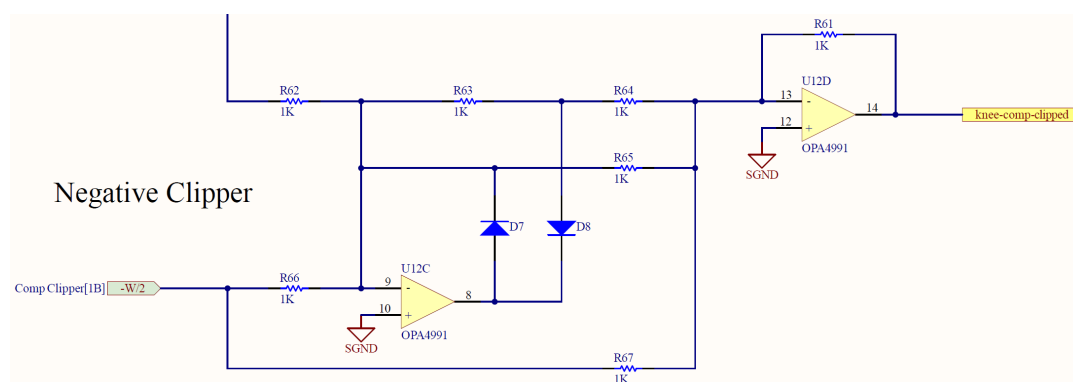 R61
1K
R62
1K
R63
1K
R64
1K
U12D
13
-
14
12
+
OPA4991
knee-comp-clipped
SGND
R65
1K
Negative Clipper
D7
D8
Comp Clipper[1B]
-W/2
R66
1K
U12C
9
-
8
10
+
OPA4991
SGND
R67
1K